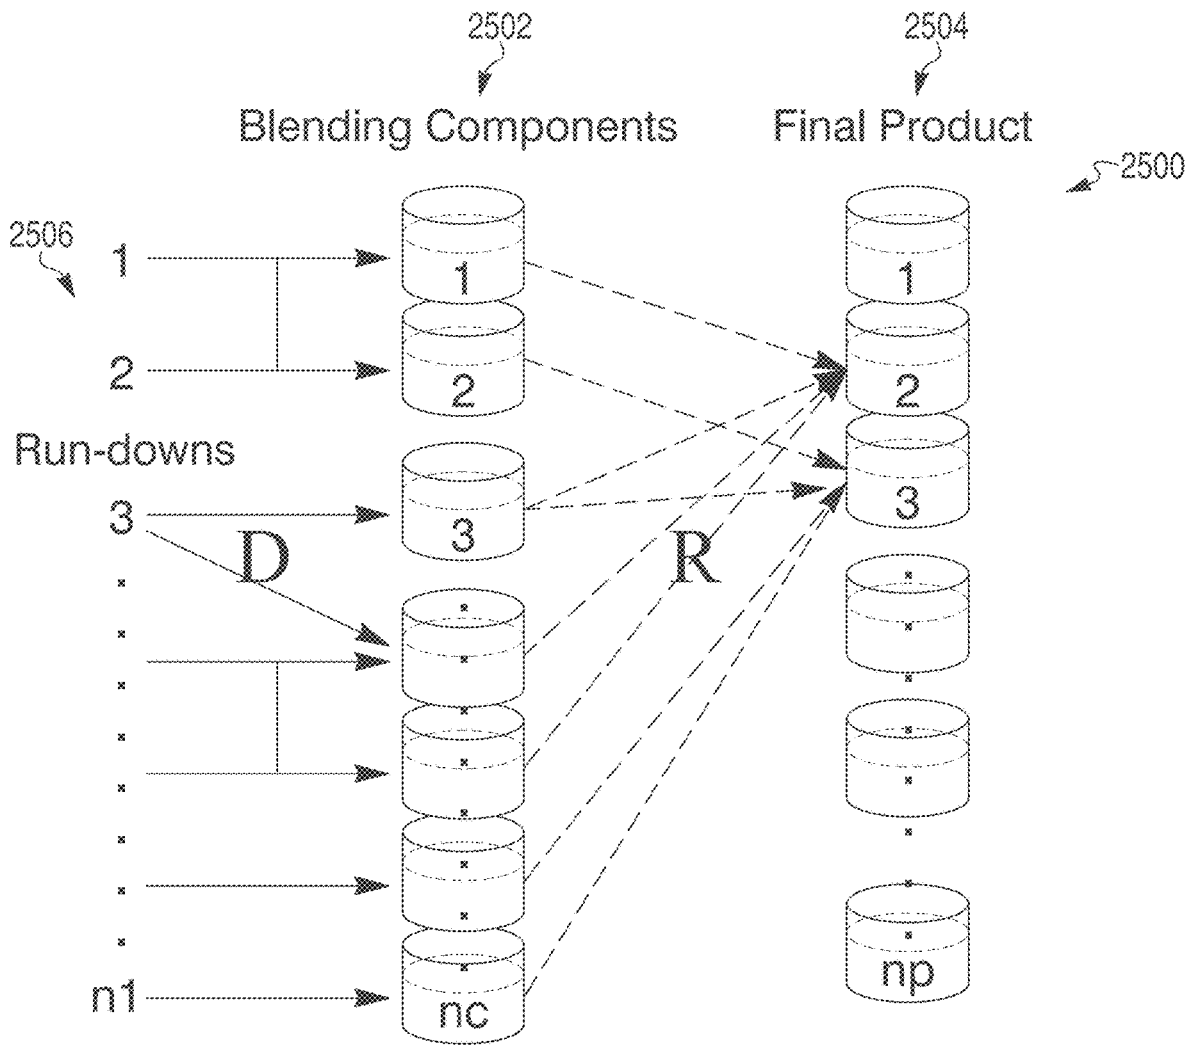 2502
2504
Blending Components
Final Product
2500
2506
1
1
1
2
2
2
Run-downs
3
3
3
D
R
n1
nc
np